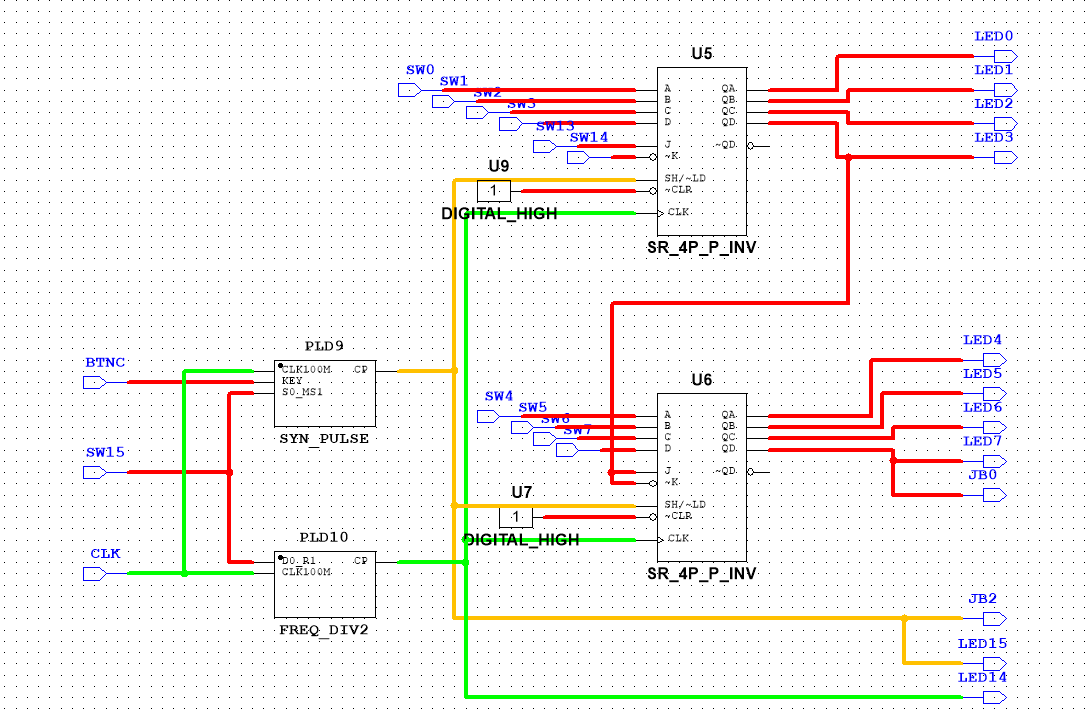 LED0
U5
SW0
LED1
SW1
A QA
SW2
B QB
LED2
SW3
C QC
D QD
SW13
LED3
SW14
J ~QD
~K
U9
SH/~LD
1
~CLR
DIGITAL_HIGH
CLK
SR_4P_P_INV
LED4
PLD9
BTNC
CLK100M CP
LED5
KEY
U6
S0_MS1
SW4
LED6
SW5
A QA
SW6
B QB
SYN_PULSE
SW7
C QC
LED7
D QD
SW15
J ~QD
JB0
~K
U7
SH/~LD
1
~CLR
PLD10
DIGITAL_HIGH
CLK
CLK
D0_R1 CP
CLK100M
SR_4P_P_INV
JB2
FREQ_DIV2
LED15
LED14